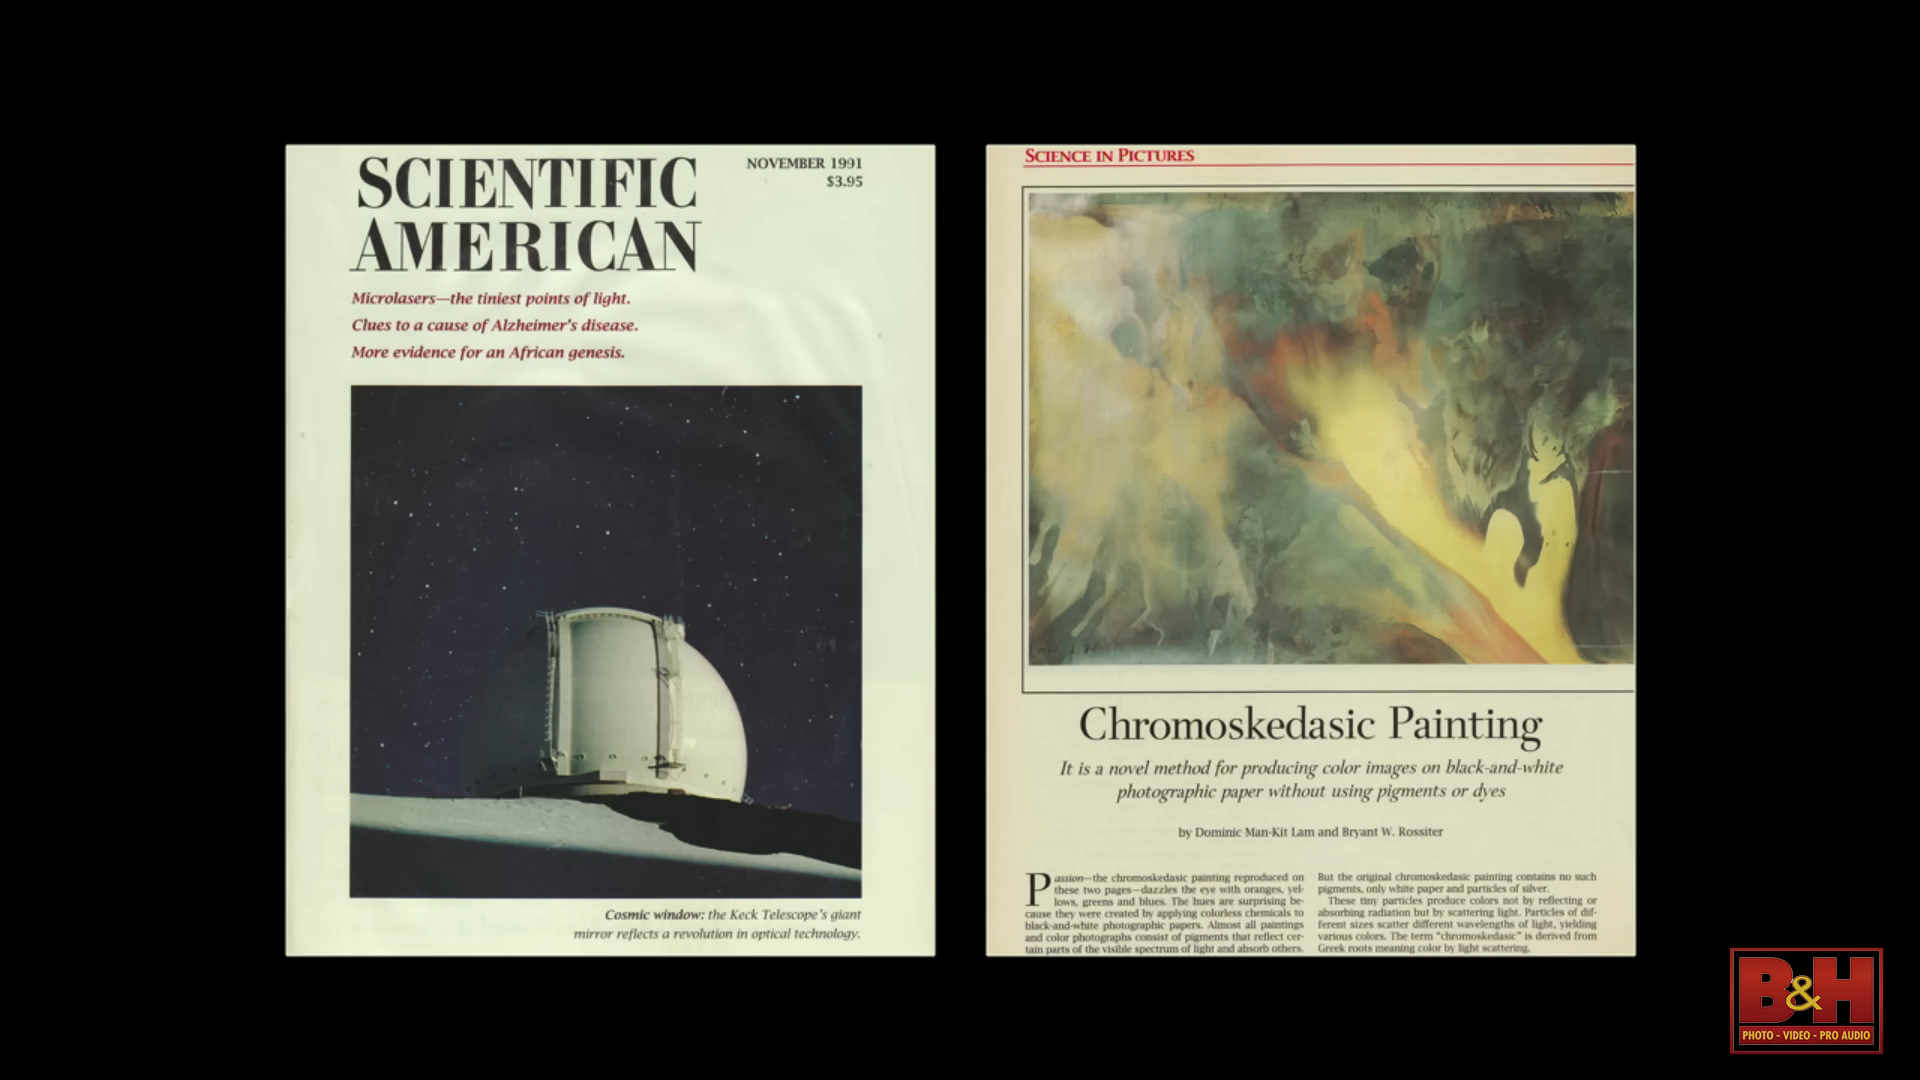 SCIENTIFIC
AMERICAN
NOVEMBER 1991
$3.95
Microlasers—the tiniest points of light.
Clues to a cause of Alzheimer's disease.
More evidence for an African genesis.
Cosmic window: the Keck Telescope's giant
mirror reflects a revolution in optical technology.
SCIENCE IN PICTURES
Chromoskedasic Painting
It is a novel method for producing color images on black-and-white
photographic paper without using pigments or dyes
by Dominic Man-Kit Lam and Bryant W. Rossiter
Passion—the chromoskedasic painting reproduced on
these two pages—dazzles the eye with oranges, yel-
lows, greens and blues. The hues are surprising be-
cause they were created by applying colorless chemicals to
black-and-white photographic papers. Almost all paintings
and color photographs consist of pigments that reflect cer-
tain parts of the visible spectrum of light and absorb others.
But the original chromoskedasic painting contains no such
pigments, only white paper and particles of silver.
These tiny particles produce colors not by reflecting or
absorbing radiation but by scattering light. Particles of dif-
ferent sizes scatter different wavelengths of light, yielding
various colors. The term "chromoskedasic" is derived from
Greek roots meaning color by light scattering.
B&H
PHOTO - VIDEO - PRO AUDIO